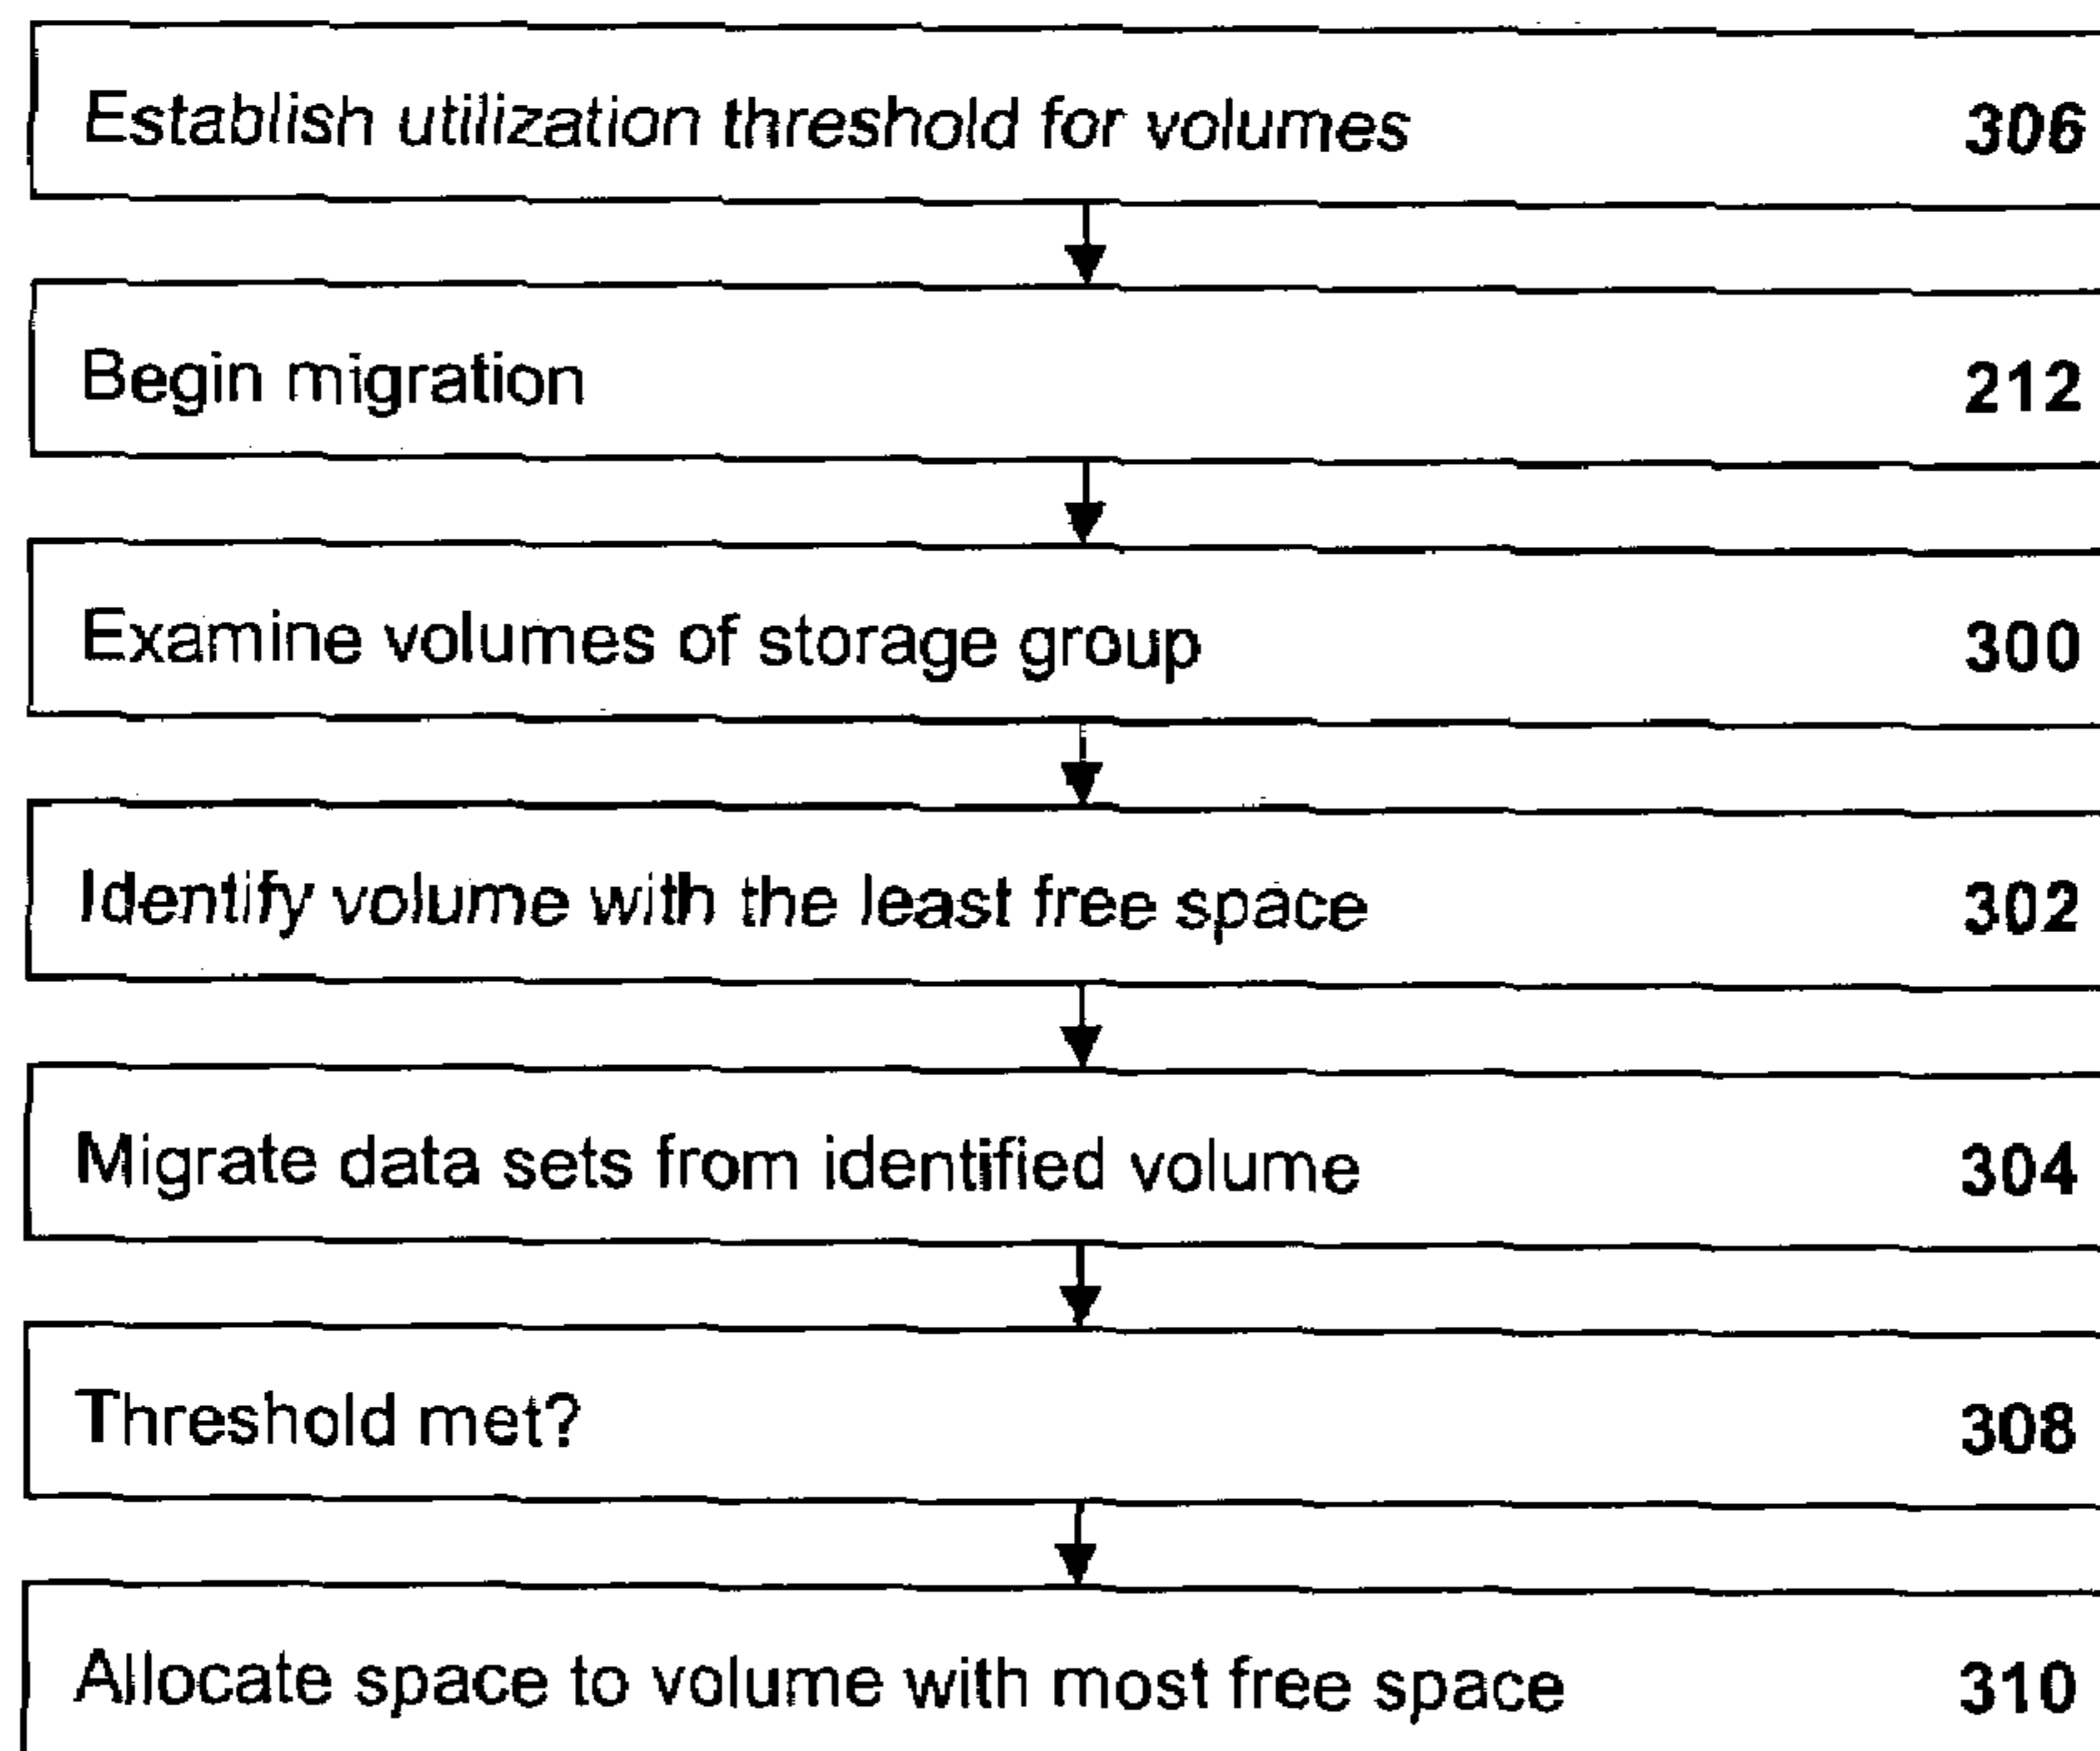 Establish utilization threshold for volumes 306
Begin migration 212
Examine volumes of storage group 300
Identify volume with the least free space 302
Migrate data sets from identified volume 304
Threshold met? 308
Allocate space to volume with most free space 310